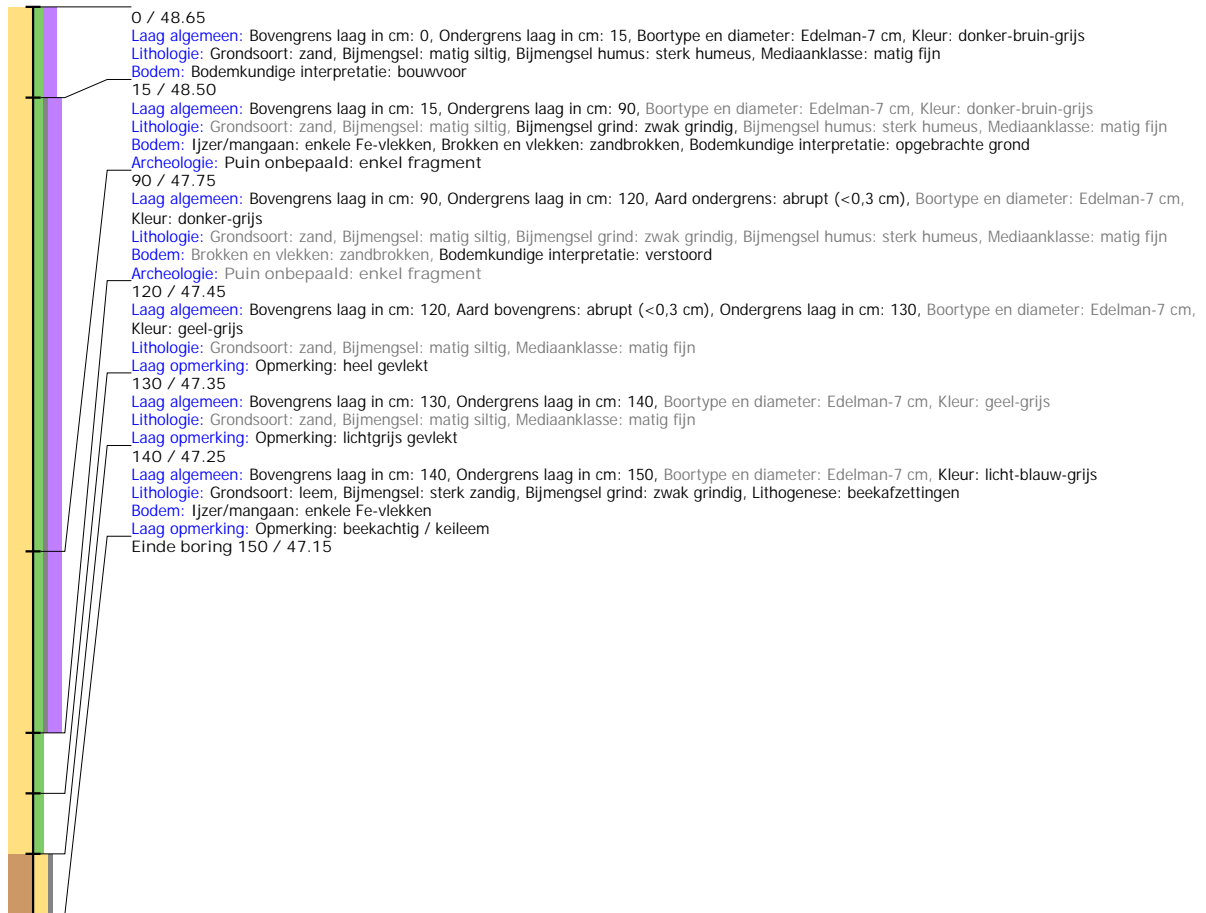 0 / 48.65
Laag algemeen: Bovengrens laag in cm: 0, Ondergrens laag in cm: 15, Boortype en diameter: Edelman-7 cm, Kleur: donker-bruin-grijs
Lithologie: Grondsoort: zand, Bijmengsel: matig siltig, Bijmengsel humus: sterk humeus, Mediaanklasse: matig fijn
Bodem: Bodemkundige interpretatie: bouwvoor
15 / 48.50
Laag algemeen: Bovengrens laag in cm: 15, Ondergrens laag in cm: 90, Boortype en diameter: Edelman-7 cm, Kleur: donker-bruin-grijs
Lithologie: Grondsoort: zand, Bijmengsel: matig siltig, Bijmengsel grind: zwak grindig, Bijmengsel humus: sterk humeus, Mediaanklasse: matig fijn
Bodem: Ijzer/mangaan: enkele Fe-vlekken, Brokken en vlekken: zandbrokken, Bodemkundige interpretatie: opgebrachte grond
Archeologie: Puin onbepaald: enkel fragment
90 / 47.75
Laag algemeen: Bovengrens laag in cm: 90, Ondergrens laag in cm: 120, Aard ondergrens: abrupt (<0,3 cm), Boortype en diameter: Edelman-7 cm,
Kleur: donker-grijs
Lithologie: Grondsoort: zand, Bijmengsel: matig siltig, Bijmengsel grind: zwak grindig, Bijmengsel humus: sterk humeus, Mediaanklasse: matig fijn
Bodem: Brokken en vlekken: zandbrokken, Bodemkundige interpretatie: verstoord
Archeologie: Puin onbepaald: enkel fragment
120 / 47.45
Laag algemeen: Bovengrens laag in cm: 120, Aard bovengrens: abrupt (<0,3 cm), Ondergrens laag in cm: 130, Boortype en diameter: Edelman-7 cm,
Kleur: geel-grijs
Lithologie: Grondsoort: zand, Bijmengsel: matig siltig, Mediaanklasse: matig fijn
Laag opmerking: Opmerking: heel gevlekt
130 / 47.35
Laag algemeen: Bovengrens laag in cm: 130, Ondergrens laag in cm: 140, Boortype en diameter: Edelman-7 cm, Kleur: geel-grijs
Lithologie: Grondsoort: zand, Bijmengsel: matig siltig, Mediaanklasse: matig fijn
Laag opmerking: Opmerking: lichtgrijs gevlekt
140 / 47.25
Laag algemeen: Bovengrens laag in cm: 140, Ondergrens laag in cm: 150, Boortype en diameter: Edelman-7 cm, Kleur: licht-blauw-grijs
Lithologie: Grondsoort: leem, Bijmengsel: sterk zandig, Bijmengsel grind: zwak grindig, Lithogenese: beekafzettingen
Bodem: Ijzer/mangaan: enkele Fe-vlekken
Laag opmerking: Opmerking: beekachtig / keileem
Einde boring 150 / 47.15